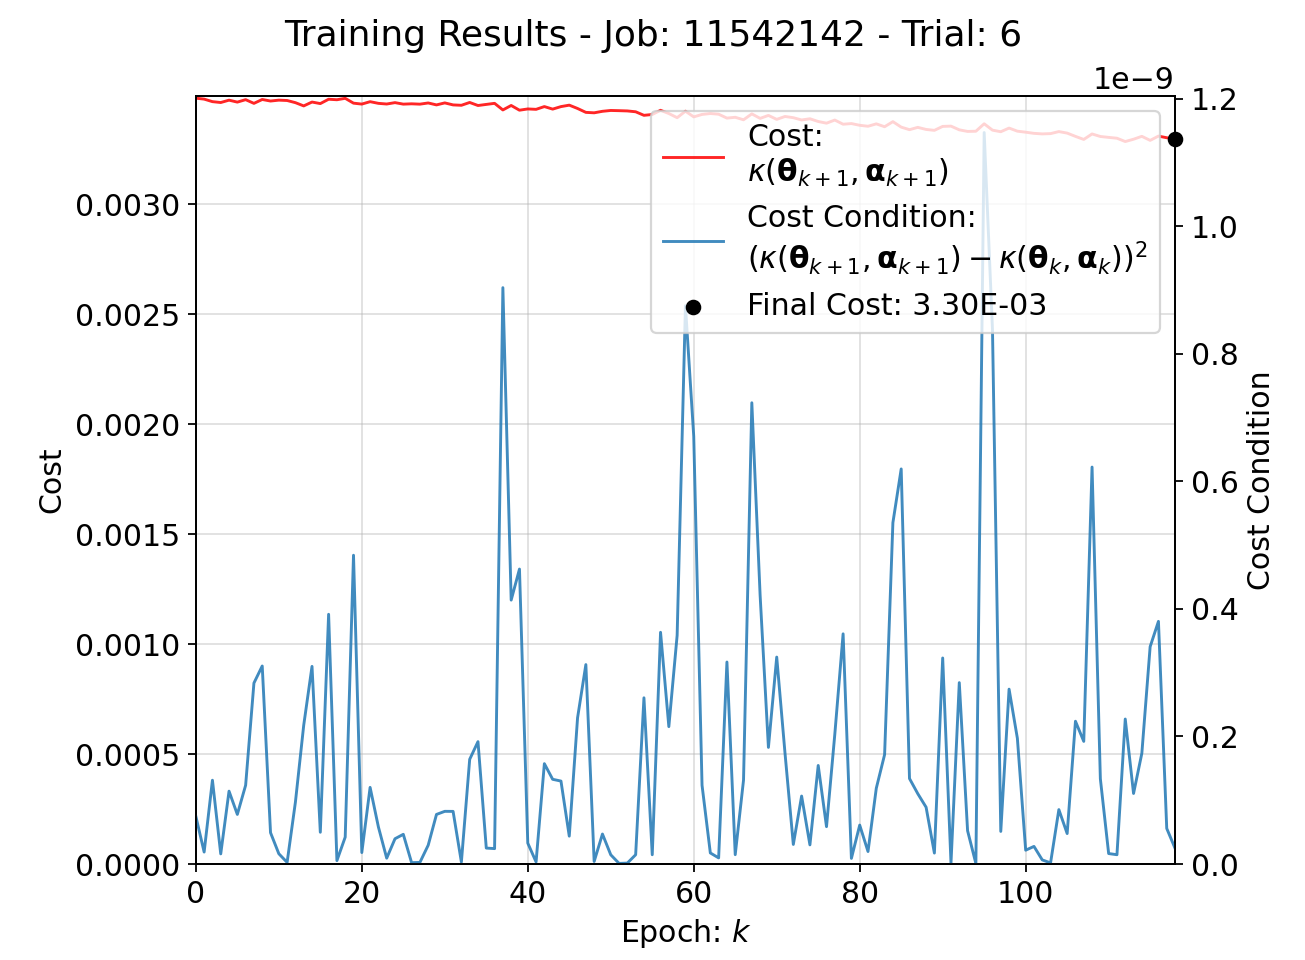 Training Results - Job: 11542142 - Trial: 6
1e−9
Cost:
κ(θₖ₊₁, αₖ₊₁)
Cost Condition:
(κ(θₖ₊₁, αₖ₊₁) − κ(θₖ, αₖ))²
Final Cost: 3.30E-03
Cost
0.0030
0.0025
0.0020
0.0015
0.0010
0.0005
0.0000
0
20
40
60
80
100
Epoch: k
1.2
1.0
0.8
0.6
0.4
0.2
0.0
Cost Condition